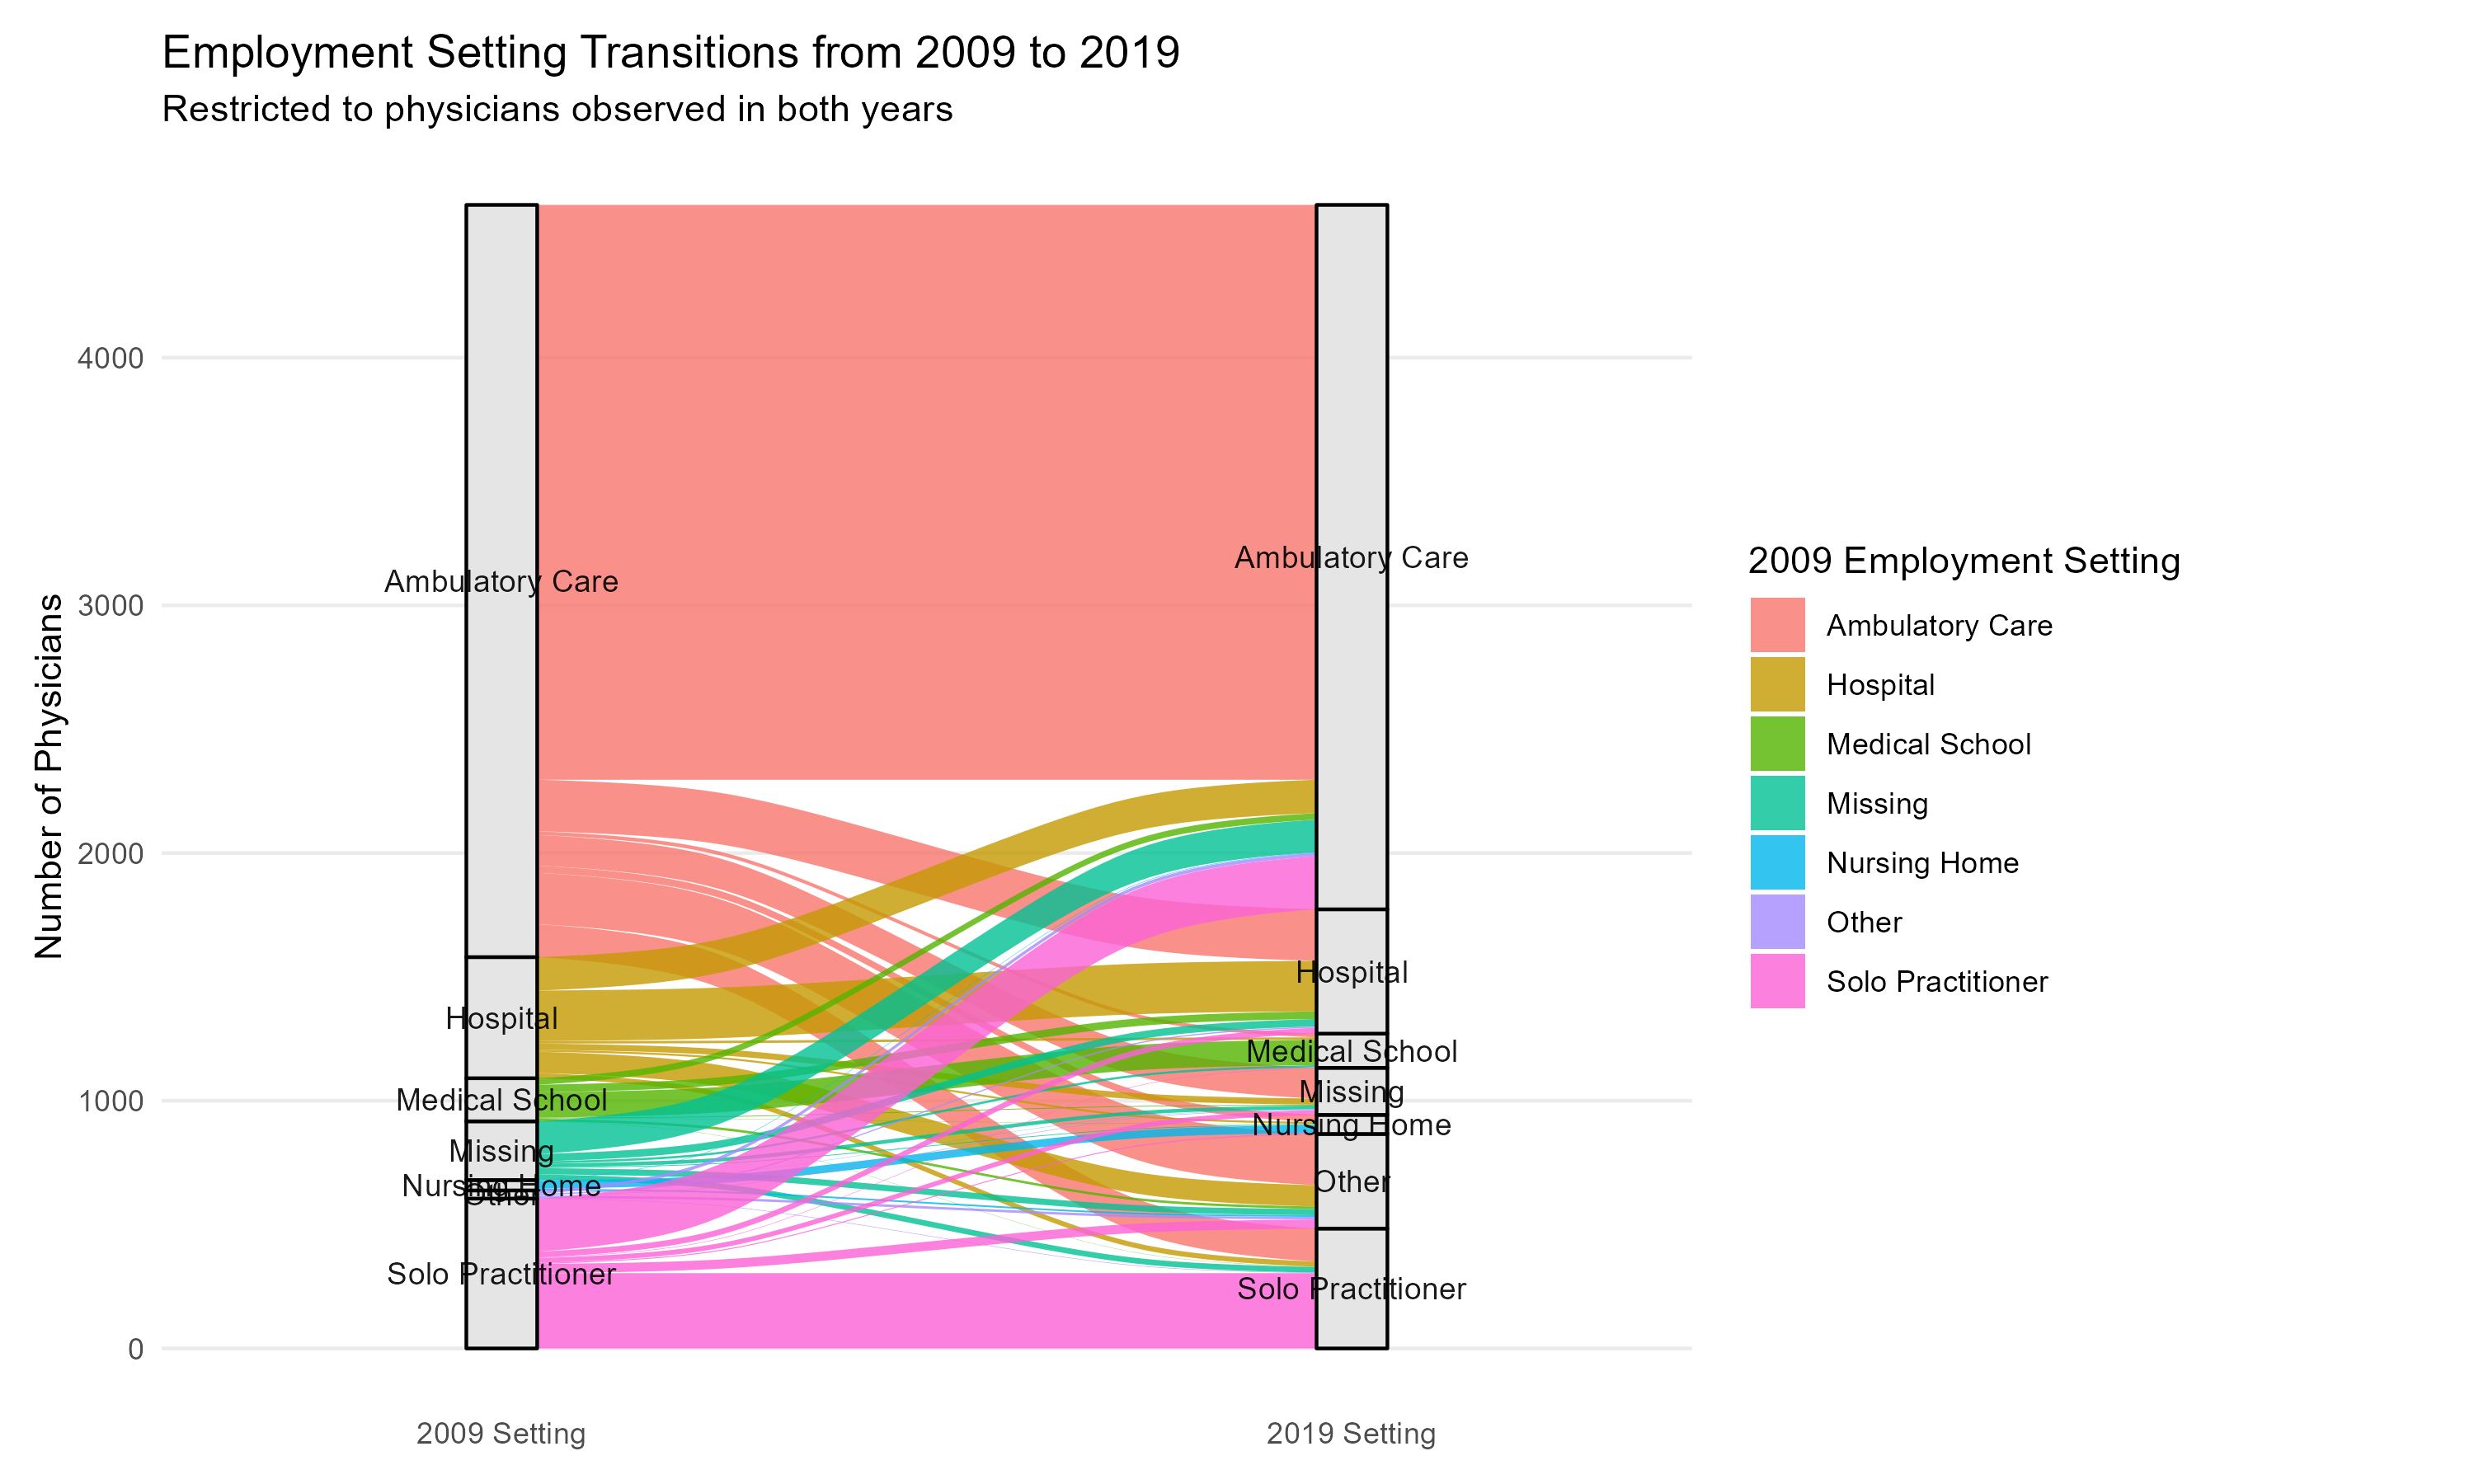 Employment Setting Transitions from 2009 to 2019
Restricted to physicians observed in both years
Number of Physicians
4000
3000
2000
1000
0
Ambulatory Care
Hospital
Medical School
Missing
Nursing Home
Other
Solo Practitioner
Ambulatory Care
Hospital
Medical School
Missing
Nursing Home
Other
Solo Practitioner
2009 Setting
2019 Setting
2009 Employment Setting
Ambulatory Care
Hospital
Medical School
Missing
Nursing Home
Other
Solo Practitioner